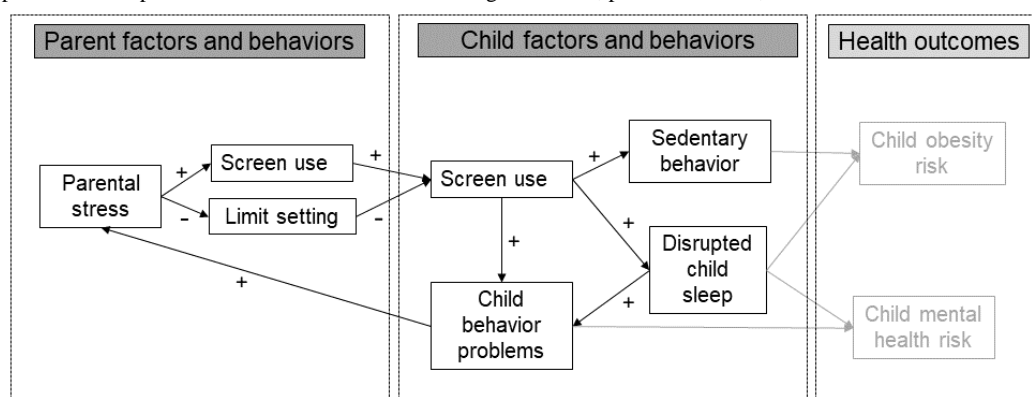 Parent factors and behaviors
Child factors and behaviors
Health outcomes
Parental
stress
+
-
Screen use
Limit setting
+
-
Screen use
+
Sedentary
behavior
+
+
Disrupted
child
sleep
+
Child
behavior
problems
+
Child obesity
risk
Child mental
health risk